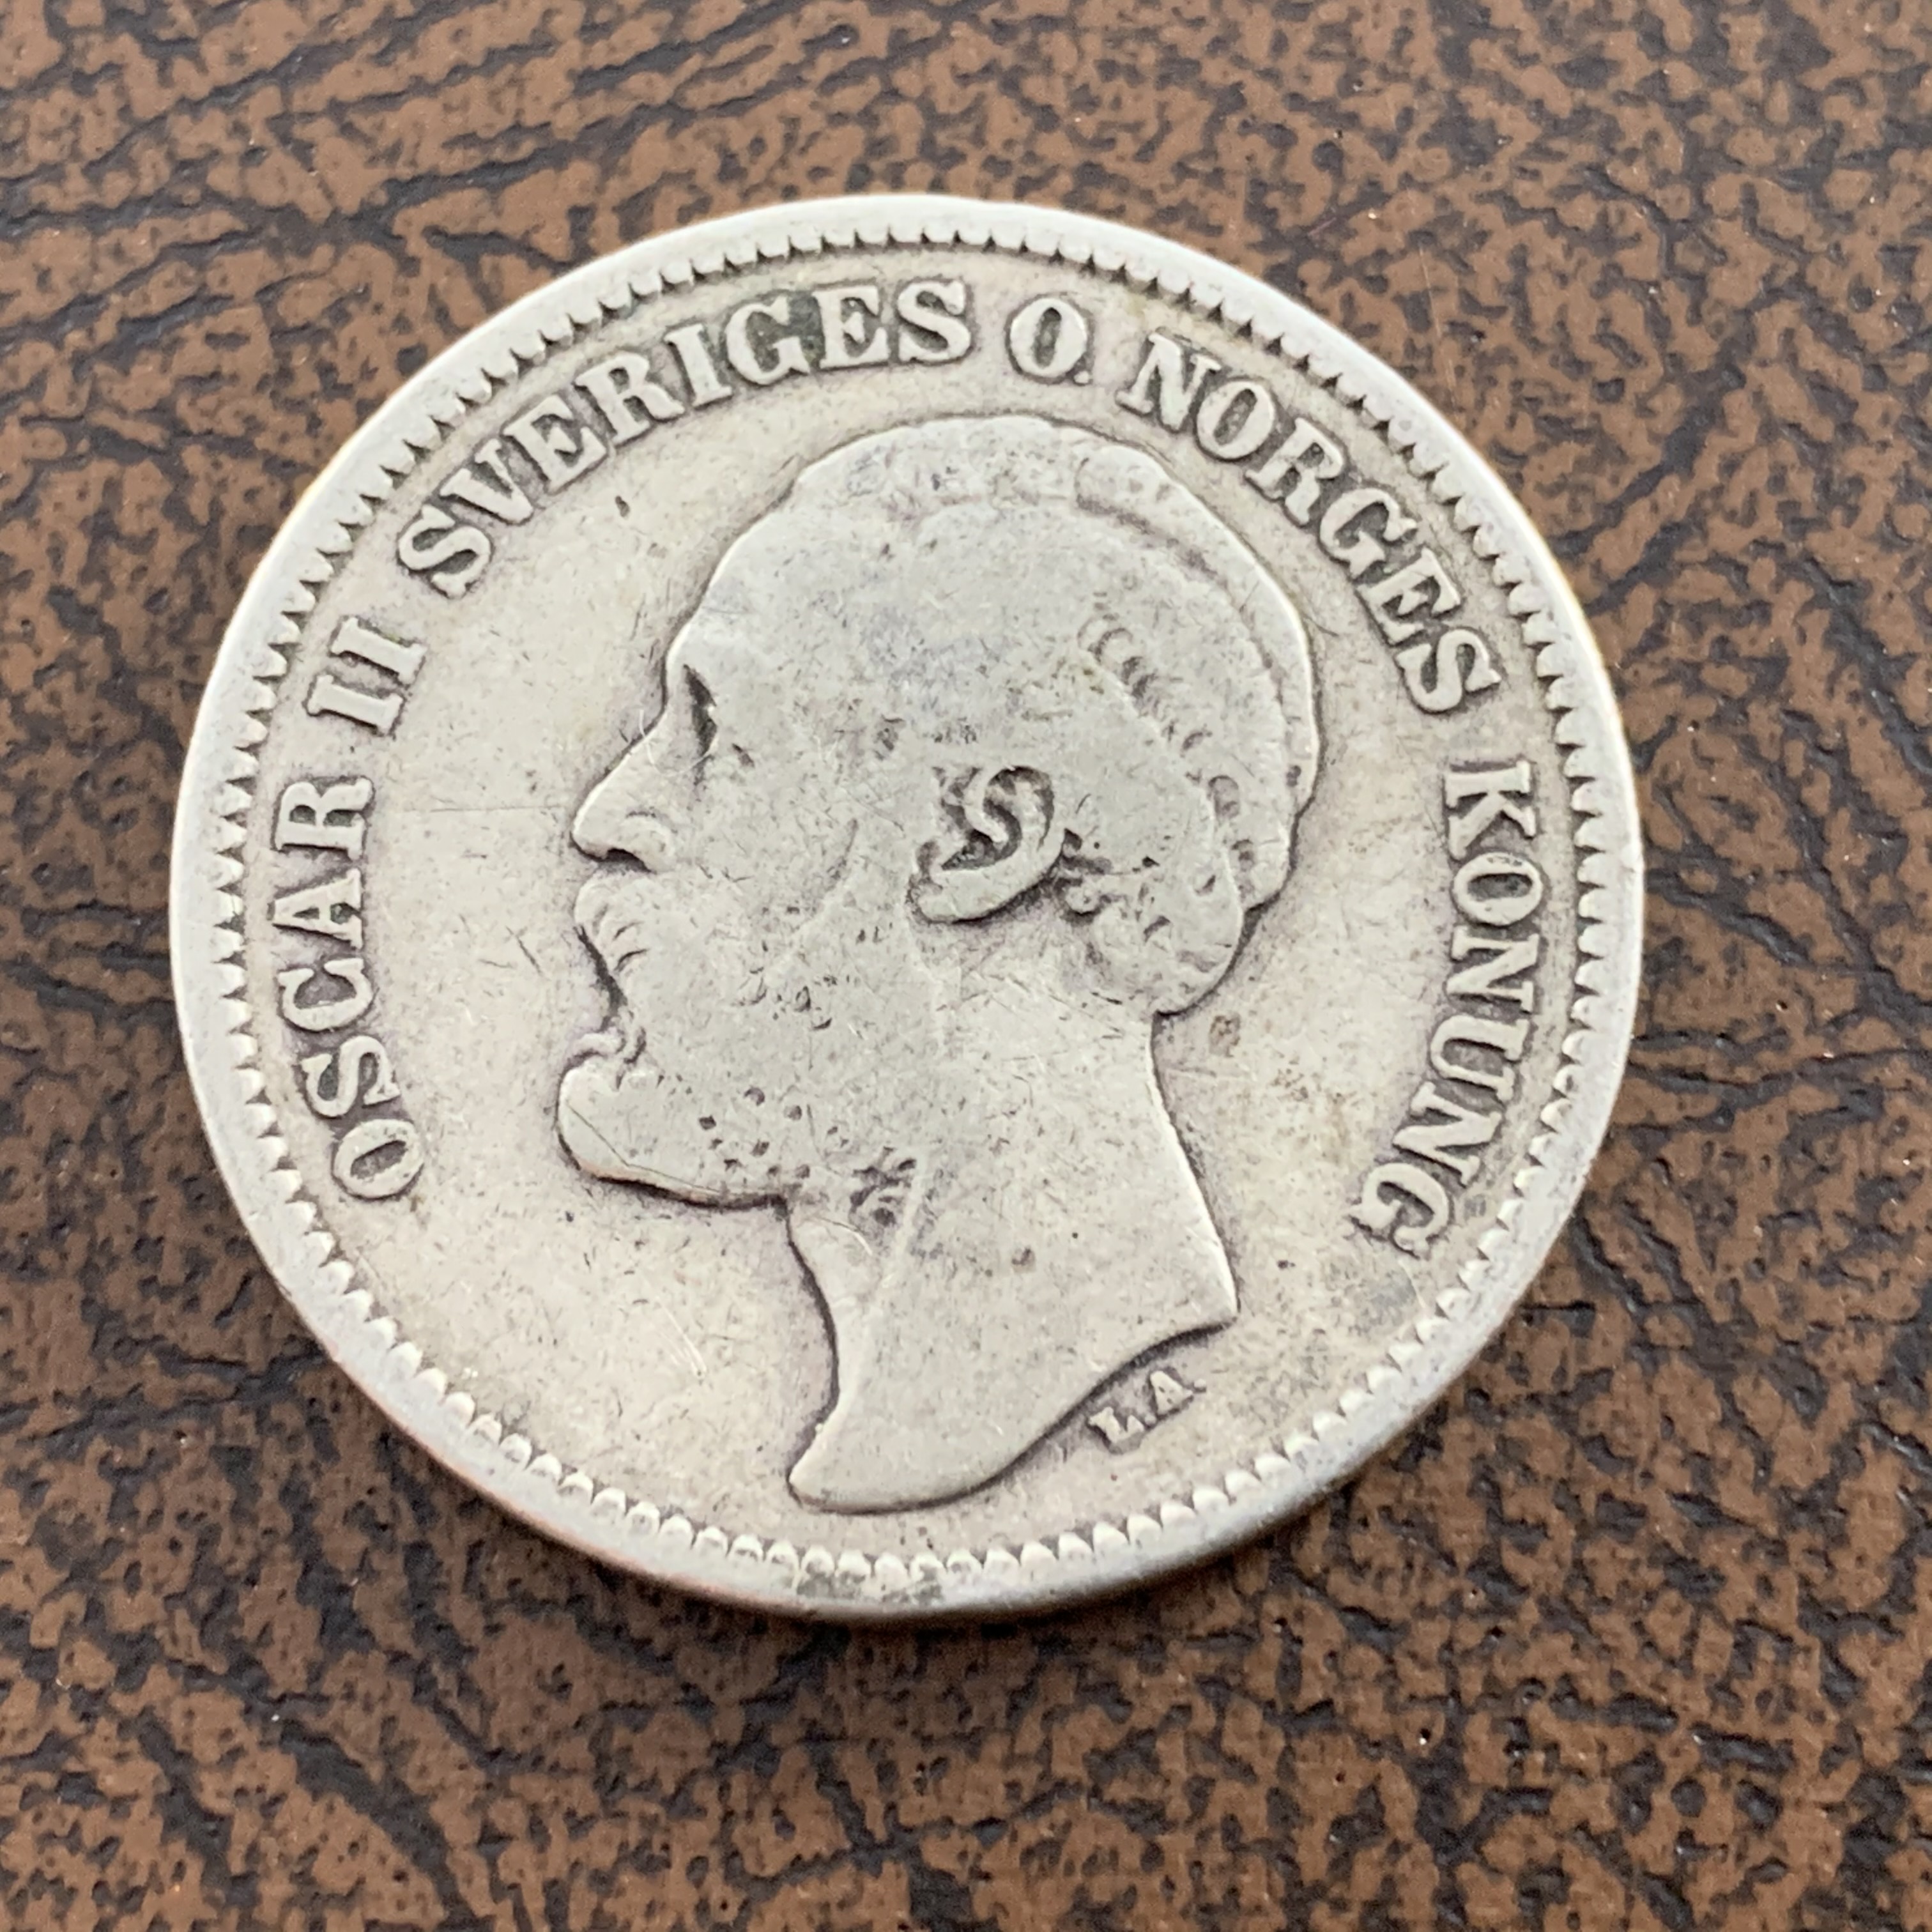 OSCAR II SVERIGES O. NORGES KONUNG
L A